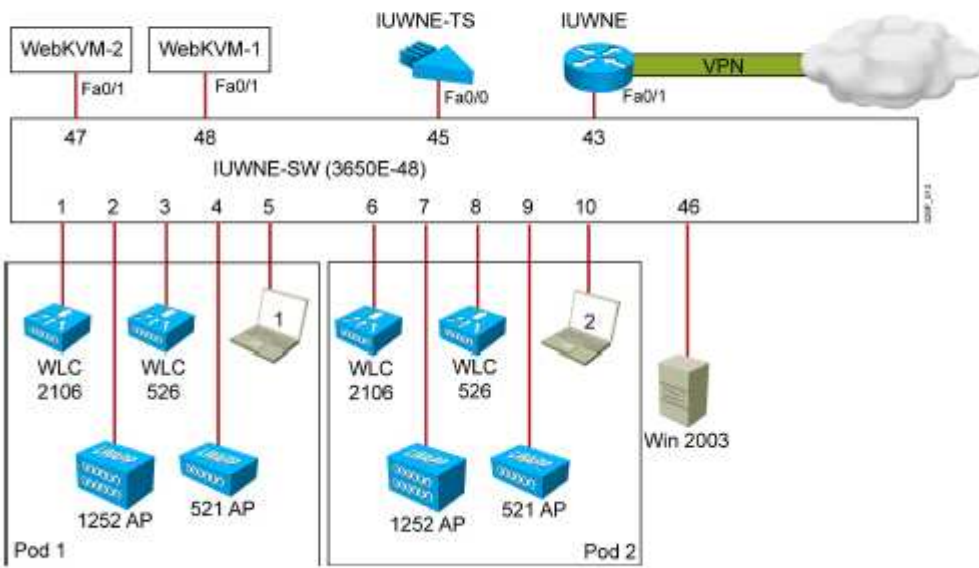 IUWNE-TS
IUWNE
WebKVM-2
WebKVM-1
VPN
Fa0/1
Fa0/1
Fa0/0
Fa0/1
47
48
45
43
IUWNE-SW (3650E-48)
1 2 3 4 5 6 7 8 9 10 46
1
2
WLC
2106
WLC
526
WLC
2106
WLC
526
Win 2003
1252 AP
521 AP
1252 AP
521 AP
Pod 1
Pod 2